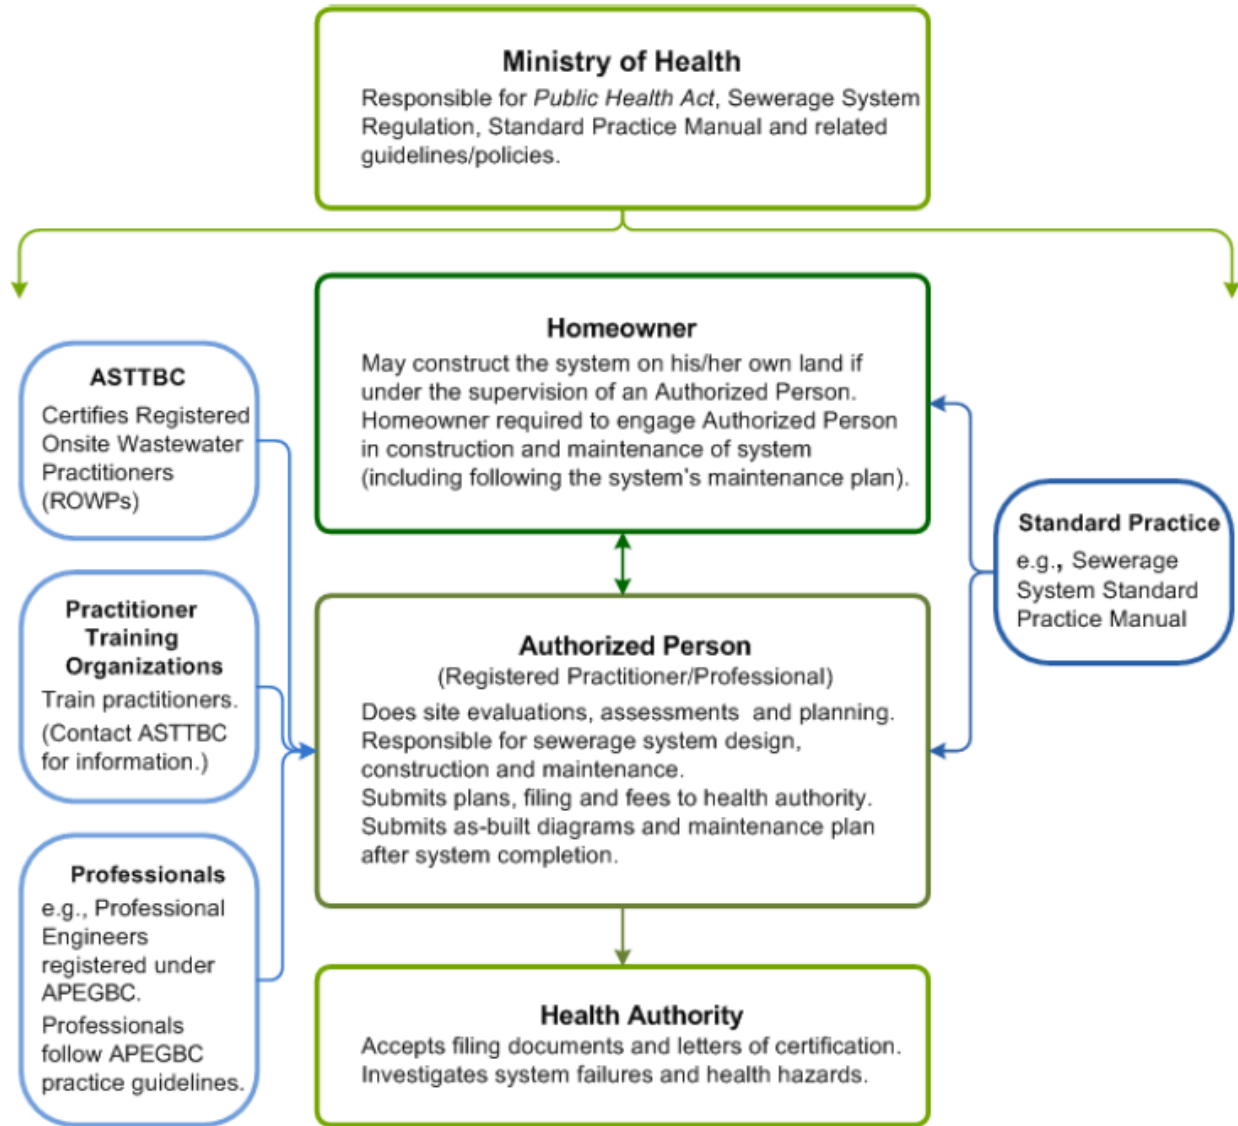 Ministry of Health
Responsible for Public Health Act, Sewerage System
Regulation, Standard Practice Manual and related
guidelines/policies.
Homeowner
May construct the system on his/her own land if
under the supervision of an Authorized Person.
Homeowner required to engage Authorized Person
in construction and maintenance of system
(including following the system's maintenance plan).
ASTTBC
Certifies Registered
Onsite Wastewater
Practitioners
(ROWPs)
Practitioner
Training
Organizations
Train practitioners.
(Contact ASTTBC
for information.)
Professionals
e.g., Professional
Engineers
registered under
APEGBC.
Professionals
follow APEGBC
practice guidelines.
Standard Practice
e.g., Sewerage
System Standard
Practice Manual
Authorized Person
(Registered Practitioner/Professional)
Does site evaluations, assessments and planning.
Responsible for sewerage system design,
construction and maintenance.
Submits plans, filing and fees to health authority.
Submits as-built diagrams and maintenance plan
after system completion.
Health Authority
Accepts filing documents and letters of certification.
Investigates system failures and health hazards.